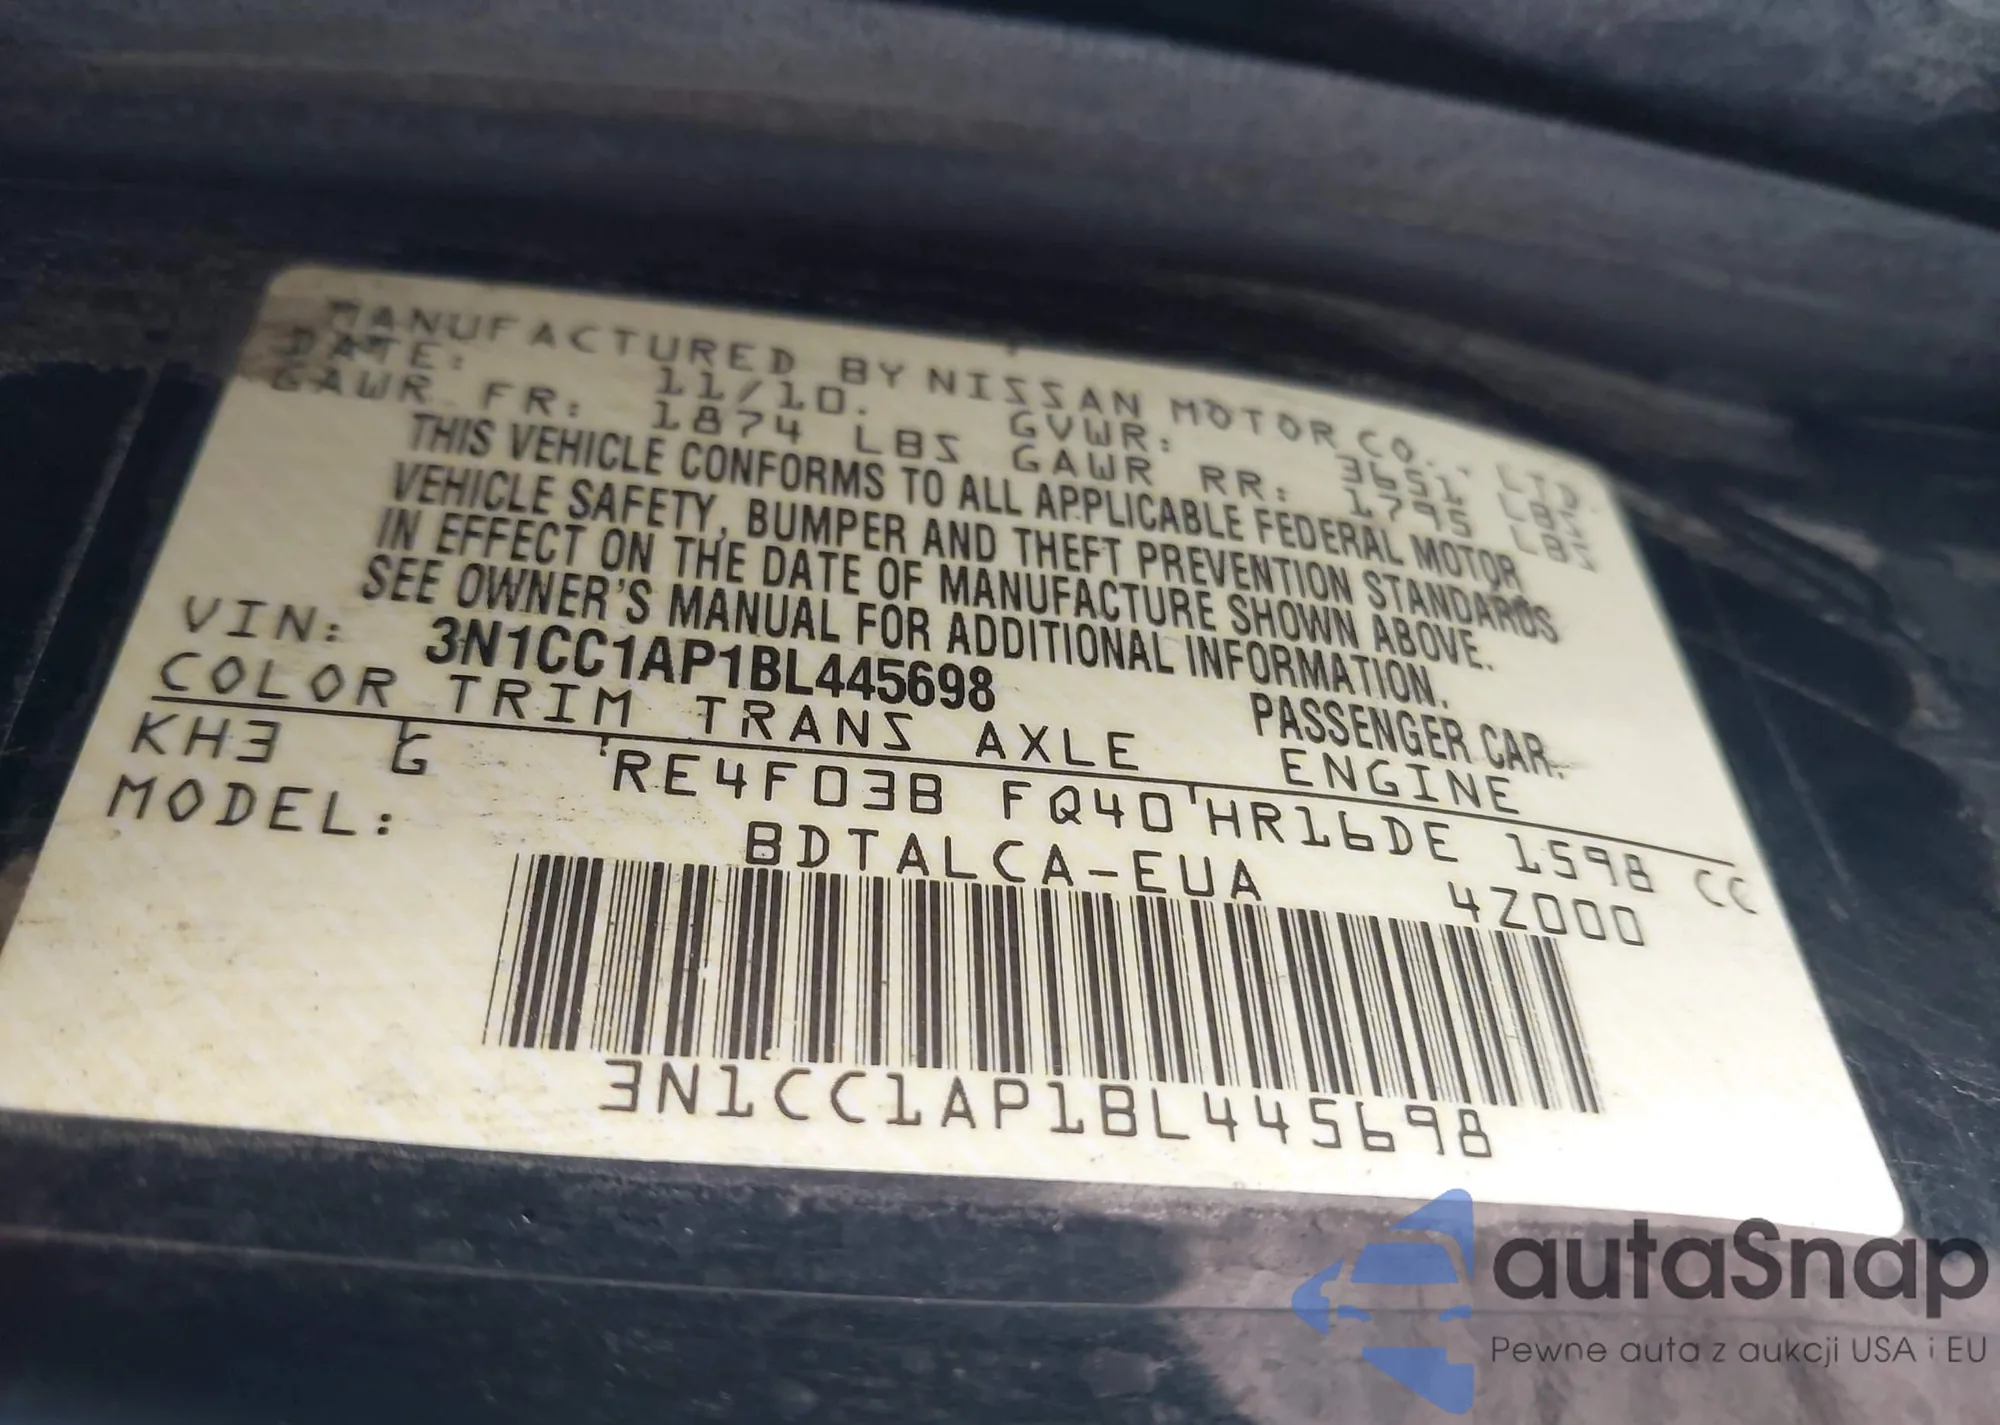 MANUFACTURED BY NISSAN MOTOR CO., LTD.
DATE: 11/10. GVWR: 3651 LBS
GAWR FR: 1874 LBS GAWR RR: 1795 LBS
THIS VEHICLE CONFORMS TO ALL APPLICABLE FEDERAL MOTOR
VEHICLE SAFETY, BUMPER AND THEFT PREVENTION STANDARDS
IN EFFECT ON THE DATE OF MANUFACTURE SHOWN ABOVE.
SEE OWNER'S MANUAL FOR ADDITIONAL INFORMATION.
VIN: 3N1CC1AP1BL445698 PASSENGER CAR.
COLOR TRIM TRANS AXLE ENGINE
KH3 G RE4F03B FQ40 HR16DE 1598 CC
MODEL: BDTALCA-EUA 4Z000
3N1CC1AP1BL445698
autaSnap
Pewne auta z aukcji USA i EU